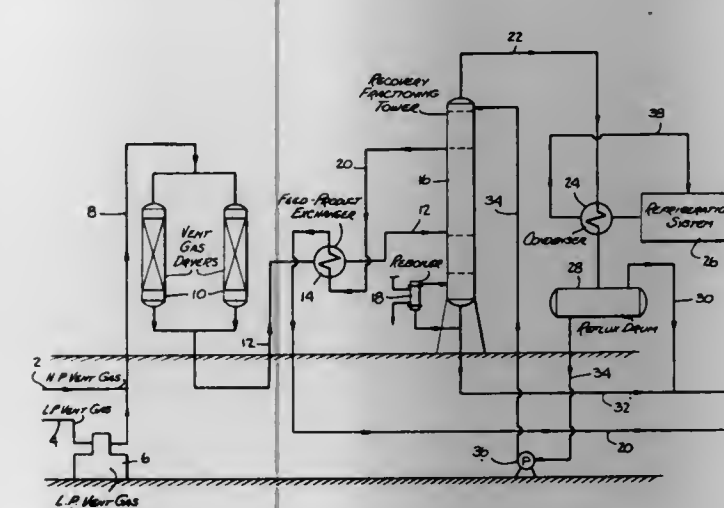 22
RECOVERY
FRACTIONING
TOWER
38
20
8
16
24
FEED-PRODUCT
EXCHANGER
12
34
REFRIGERATION
SYSTEM
VENT
GAS
DRYERS
CONDENSER
26
REBOILER
28
10
14
18
30
REFLUX DRUM
12
2
H.P VENT GAS
34
32
L.P VENT GAS
4
36
P
20
6
L.P. VENT GAS